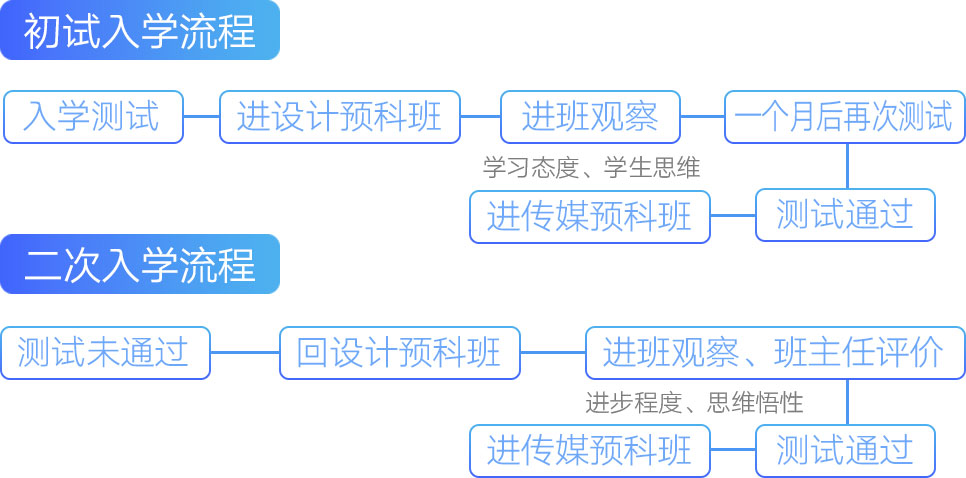 初试入学流程
入学测试
进设计预科班
进班观察
一个月后再次测试
学习态度、学生思维
进传媒预科班
测试通过
二次入学流程
测试未通过
回设计预科班
进班观察、班主任评价
进步程度、思维悟性
进传媒预科班
测试通过